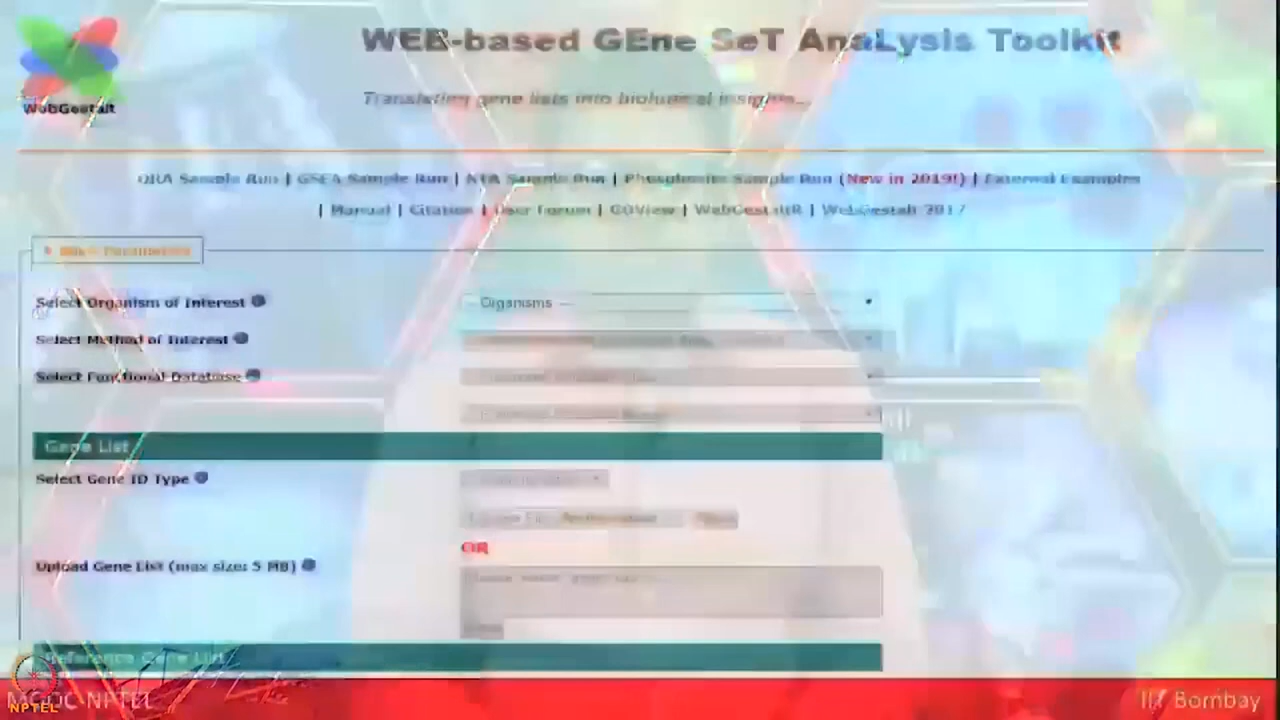 WEB-based GEne SeT AnaLysis Toolkit
Translating gene lists into biological insights...
WebGestalt
ORA Sample Run | GSEA Sample Run | NTA Sample Run | Phosphosite Sample Run (New in 2019!) | External Examples
| Manual | Citation | User Forum | GOView | WebGestaltR | WebGestalt 2017
Select Organism of Interest
-- Organisms --
Select Method of Interest
Select Functional Database
Gene List
Select Gene ID Type
OR
Upload Gene List (max size: 5 MB)
Reference Gene List
NPTEL
MOOC-NPTEL
IIT Bombay